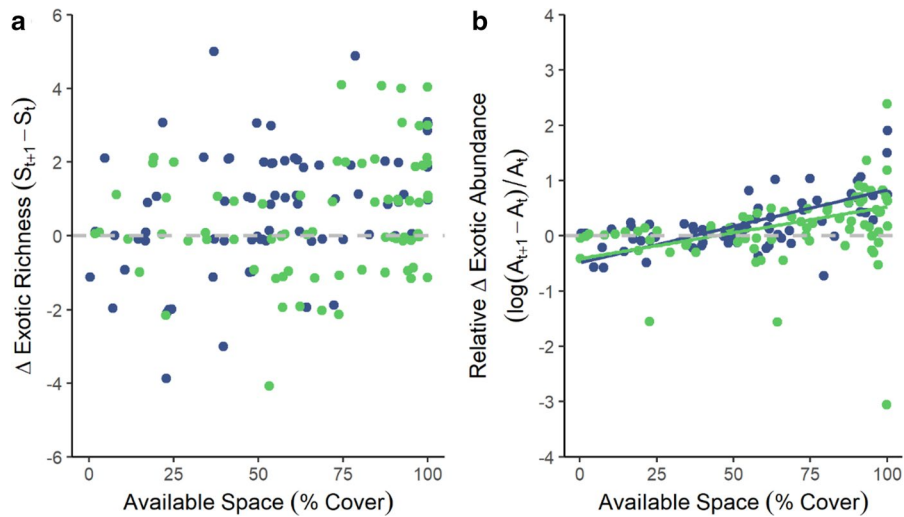 a
6
4
2
0
-2
-4
-6
Δ Exotic Richness (Sₜ₊₁ − Sₜ)
0 25 50 75 100
Available Space (% Cover)
b
4
3
2
1
0
-1
-2
-3
-4
Relative Δ Exotic Abundance
(log(Aₜ₊₁ − Aₜ)/Aₜ)
0 25 50 75 100
Available Space (% Cover)